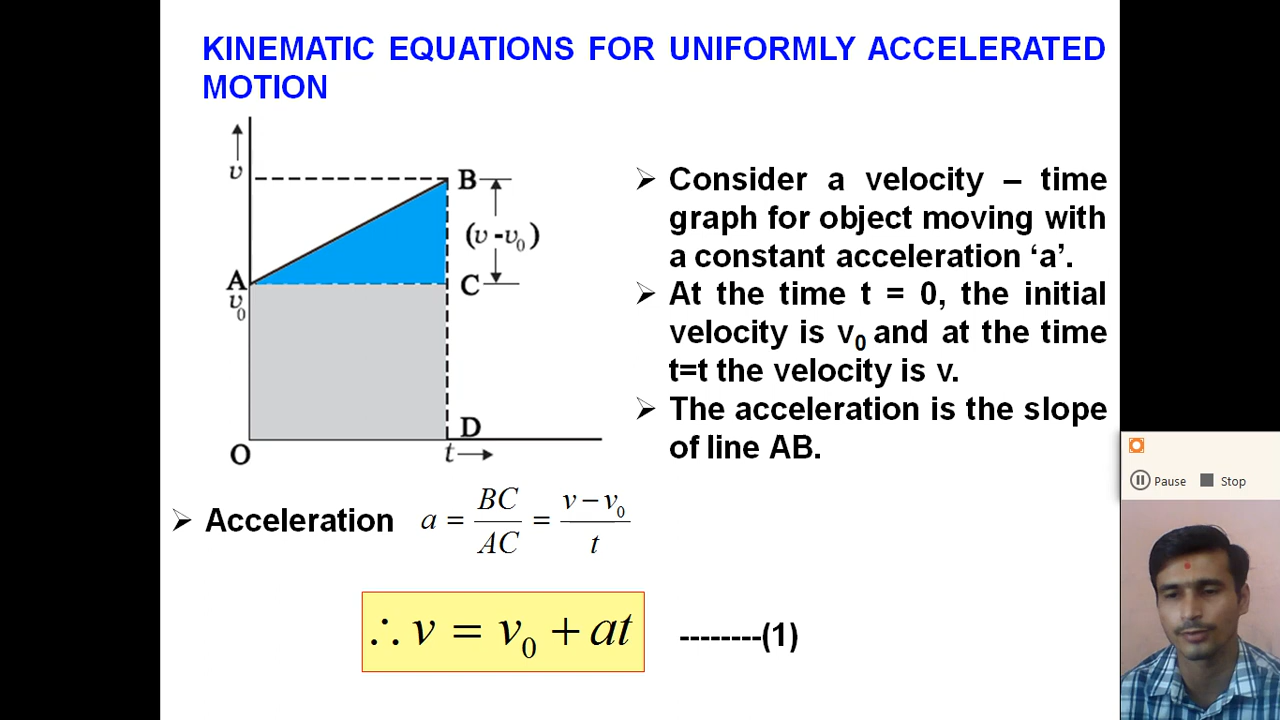 KINEMATIC EQUATIONS FOR UNIFORMLY ACCELERATED
MOTION
v
B
(v - v₀)
A
v₀
C
D
O
t
➢ Consider a velocity – time
graph for object moving with
a constant acceleration ‘a’.
➢ At the time t = 0, the initial
velocity is v₀ and at the time
t=t the velocity is v.
➢ The acceleration is the slope
of line AB.
➢ Acceleration a = BC/AC = (v − v₀)/t
∴ v = v₀ + at --------(1)
Pause Stop